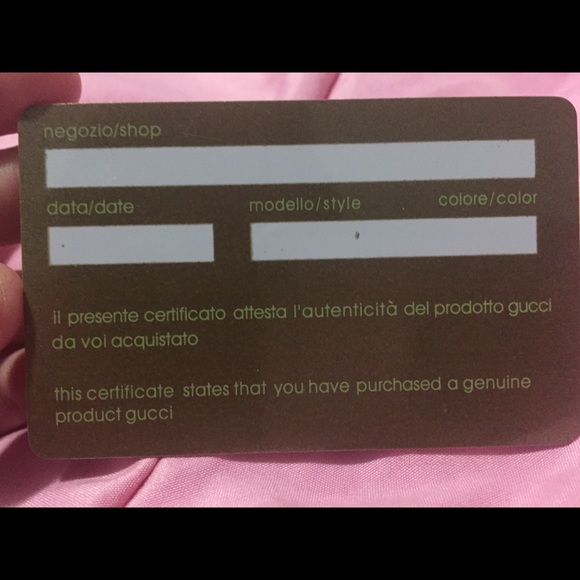 negozio/shop
data/date modello/style colore/color
il presente certificato attesta l'autenticità del prodotto gucci
da voi acquistato
this certificate states that you have purchased a genuine
product gucci